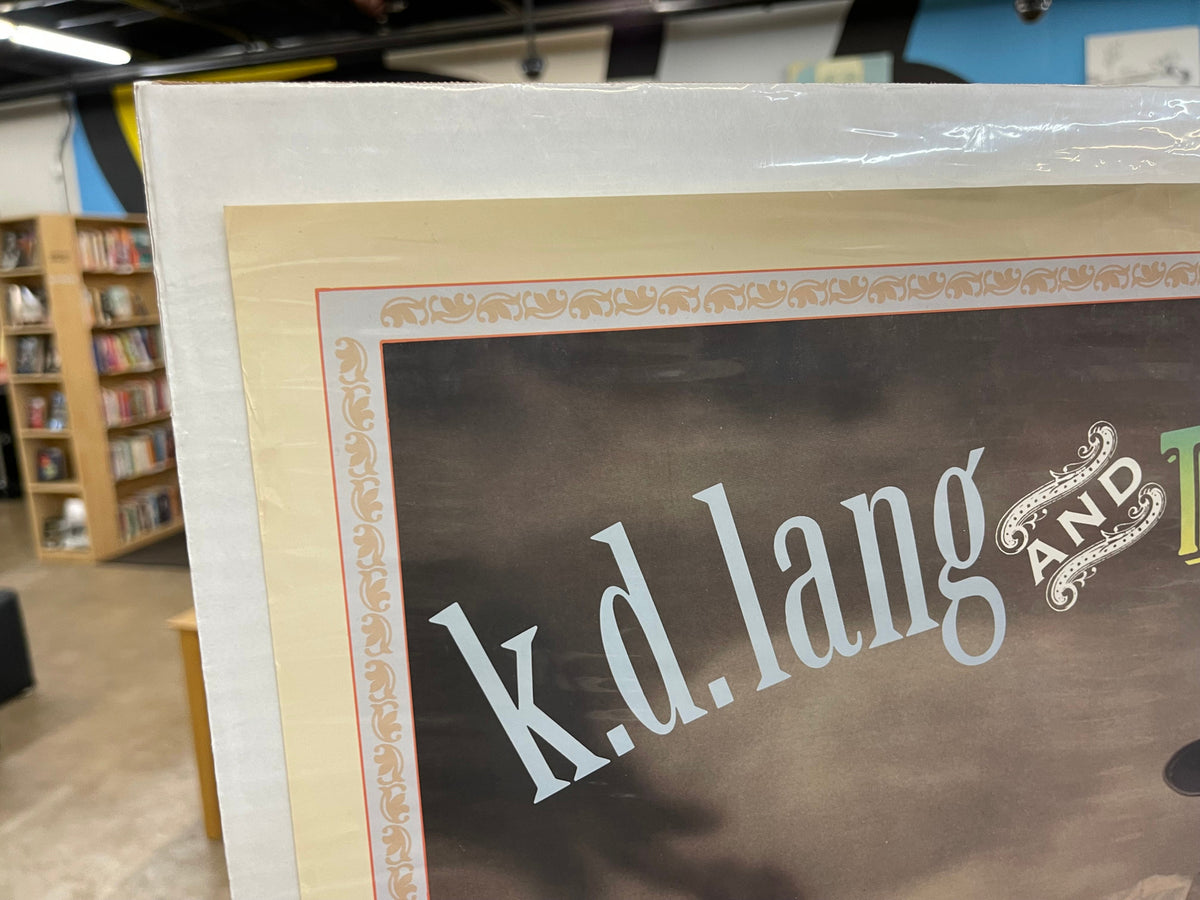 k.d. lang AND T